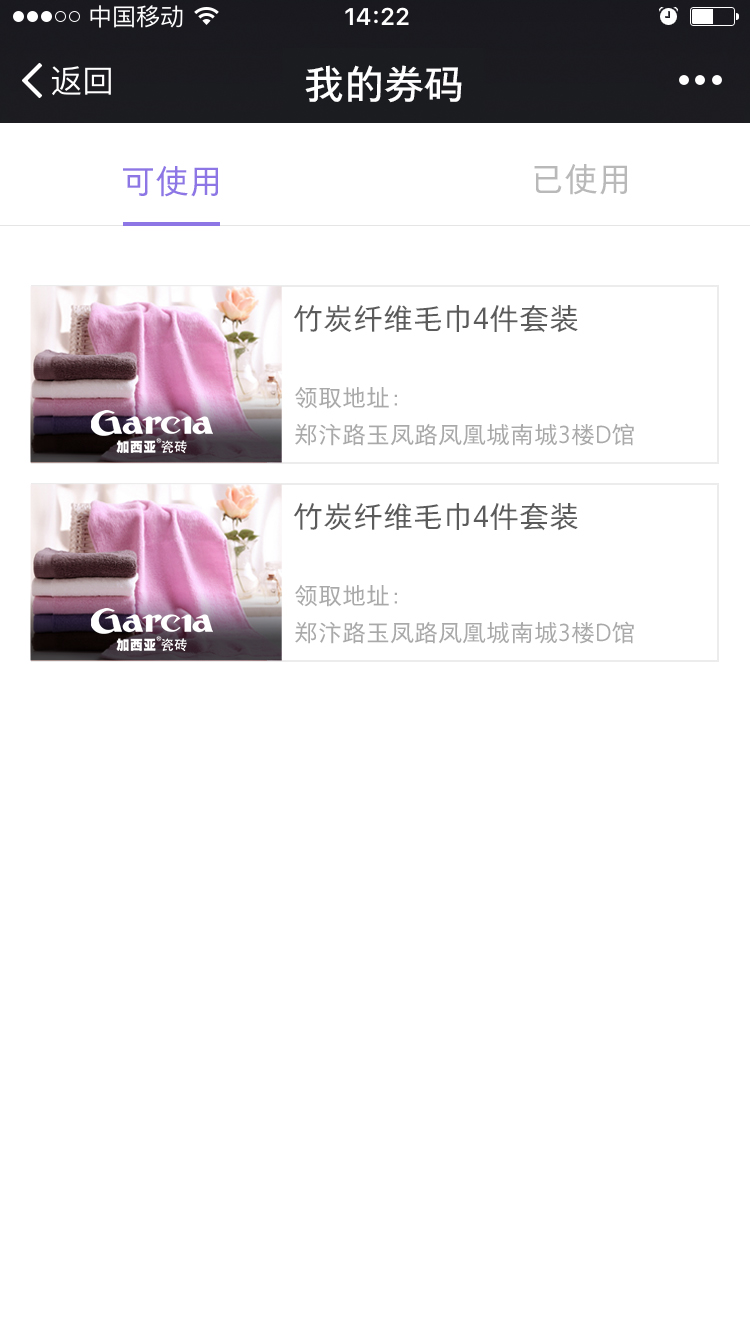 中国移动
14:22
返回
我的券码
可使用
已使用
竹炭纤维毛巾4件套装
领取地址：
郑汴路玉凤路凤凰城南城3楼D馆
Garcia
加西亚®瓷砖
竹炭纤维毛巾4件套装
领取地址：
郑汴路玉凤路凤凰城南城3楼D馆
Garcia
加西亚®瓷砖